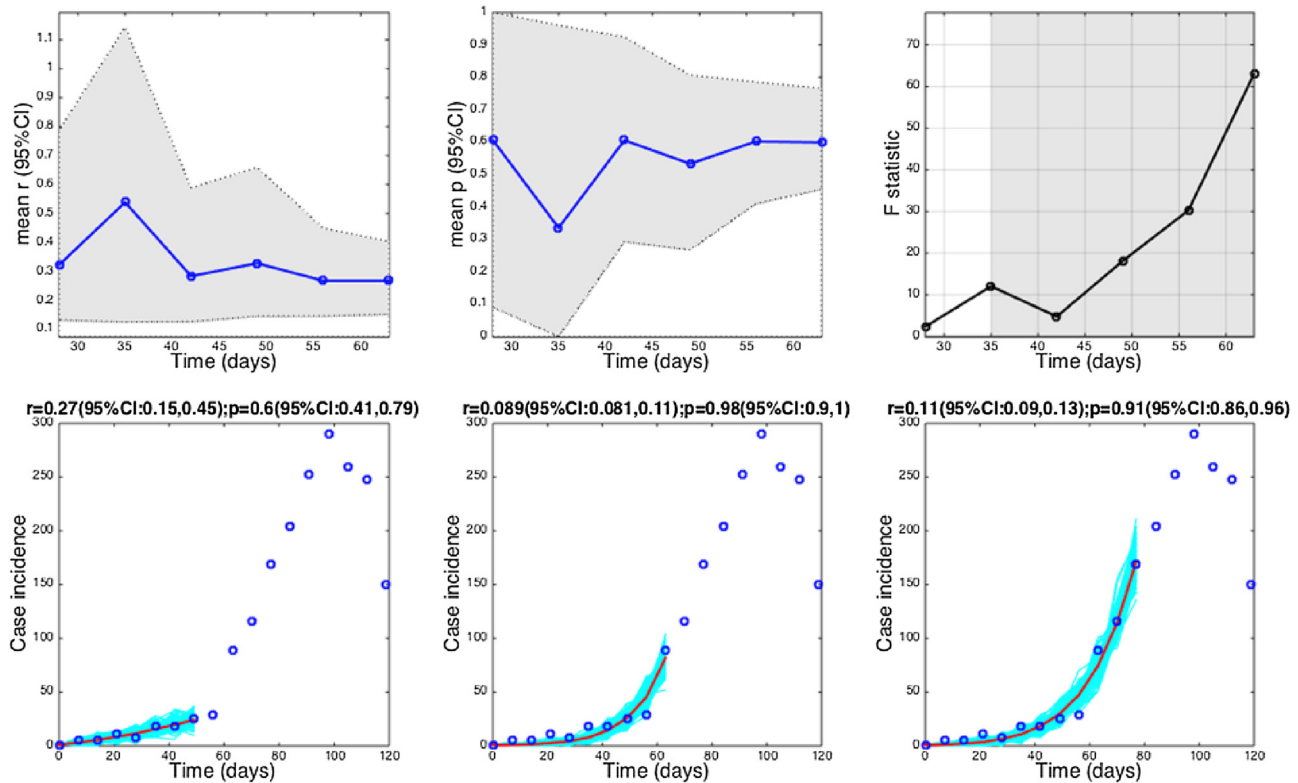 1.1
1
0.9
0.8
0.7
0.6
0.5
0.4
0.3
0.2
0.1
mean r (95%CI)
35 40 45 50 55 60
Time (days)
1
0.9
0.8
0.7
0.6
0.5
0.4
0.3
0.2
0.1
0
mean p (95%CI)
30 35 40 45 50 55 60
Time (days)
70
60
50
40
30
20
10
0
F statistic
30 35 40 45 50 55 60
Time (days)
r=0.27(95%CI:0.15,0.45);p=0.6(95%CI:0.41,0.79)
300
250
200
150
100
50
0
Case incidence
0 20 40 60 80 100 120
Time (days)
r=0.089(95%CI:0.081,0.11);p=0.98(95%CI:0.9,1)
300
250
200
150
100
50
0
Case incidence
0 20 40 60 80 100 120
Time (days)
r=0.11(95%CI:0.09,0.13);p=0.91(95%CI:0.86,0.96)
300
250
200
150
100
50
0
Case incidence
0 20 40 60 80 100 120
Time (days)